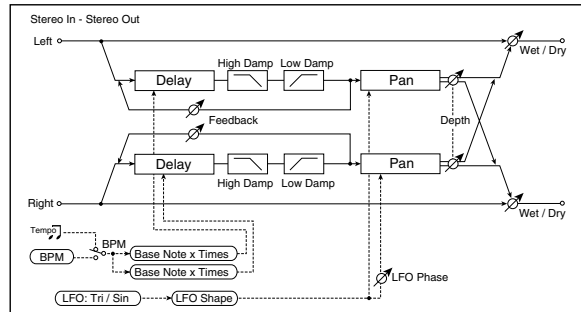 Stereo In - Stereo Out
Left
Wet / Dry
High Damp Low Damp
Delay
Pan
Feedback
Depth
Delay
Pan
High Damp Low Damp
Right
Wet / Dry
Tempo
BPM
BPM
Base Note x Times
Base Note x Times
LFO Phase
LFO: Tri / Sin
LFO Shape